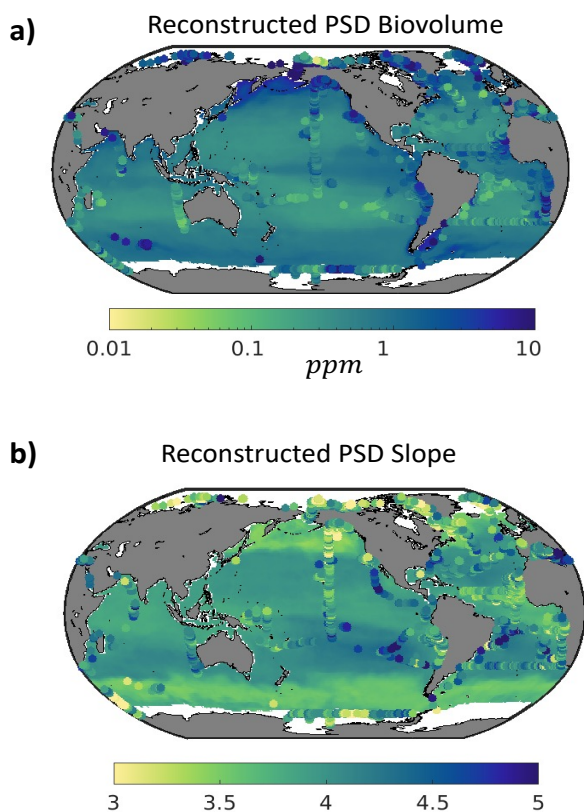 a)
Reconstructed PSD Biovolume
0.01 0.1 1 10
ppm
b)
Reconstructed PSD Slope
3 3.5 4 4.5 5